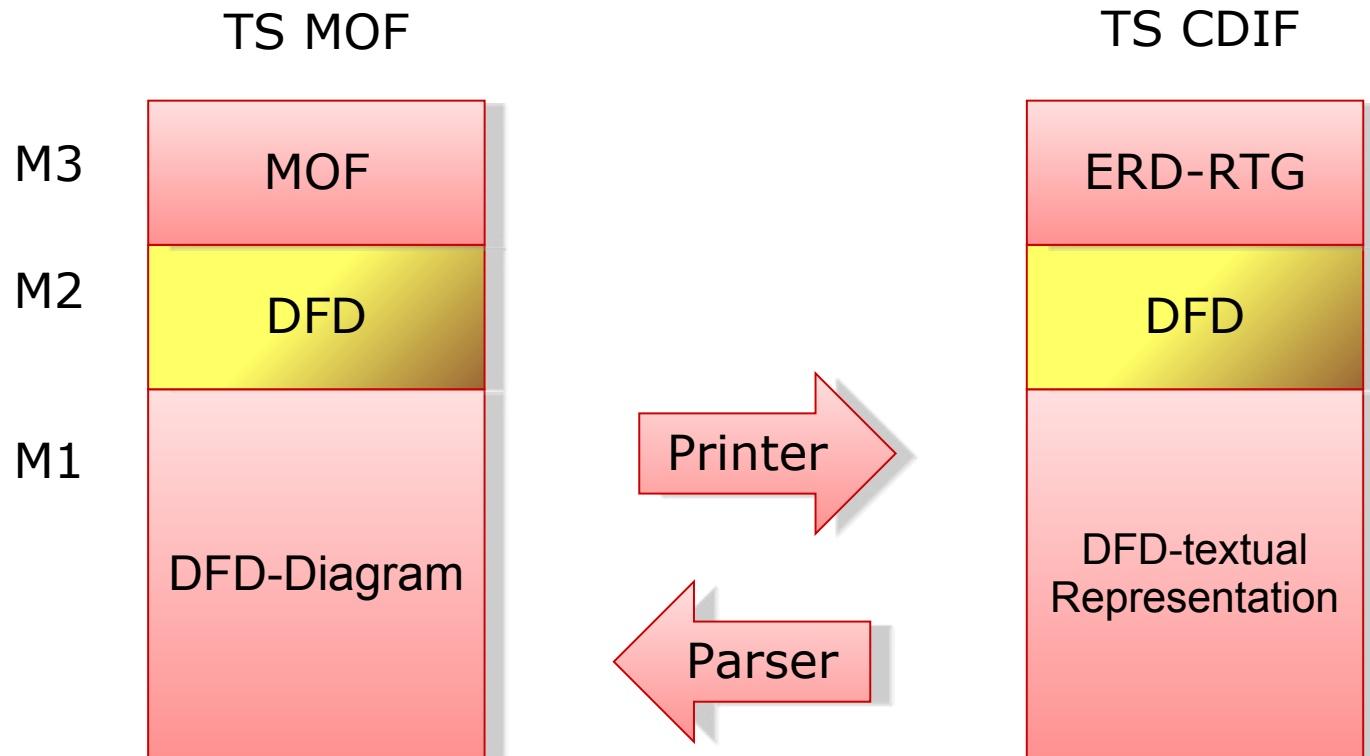 TS MOF
TS CDIF
M3
MOF
ERD-RTG
M2
DFD
DFD
M1
Printer
DFD-Diagram
DFD-textual
Representation
Parser